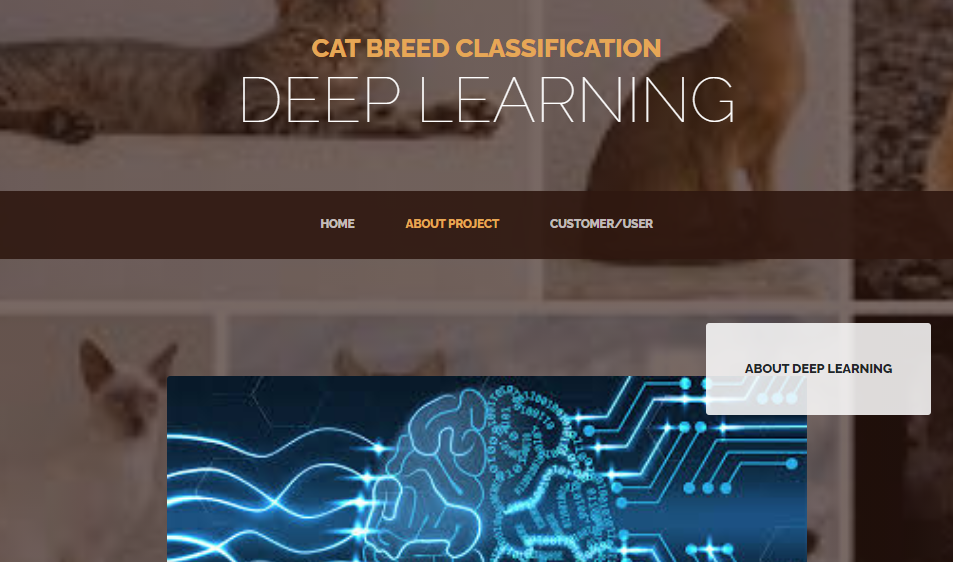 CAT BREED CLASSIFICATION
DEEP LEARNING
HOME ABOUT PROJECT CUSTOMER/USER
ABOUT DEEP LEARNING